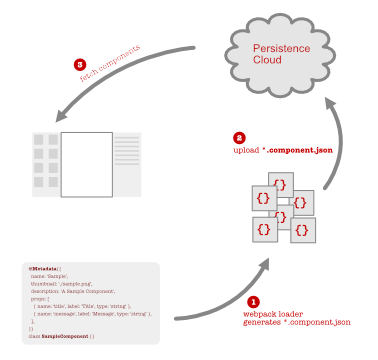 Persistence
Cloud
3
fetch components
2
upload *.component.json
{}
{}
{}
{}
{}
1
webpack loader
generates *.component.json
@Metadata({
name: 'Sample',
thumbnail: './sample.png',
description: 'A Sample Component',
props: [
{ name: 'title', label: 'Title', type: 'string' },
{ name: 'message', label: 'Message', type: 'string' },
],
})
class SampleComponent {}